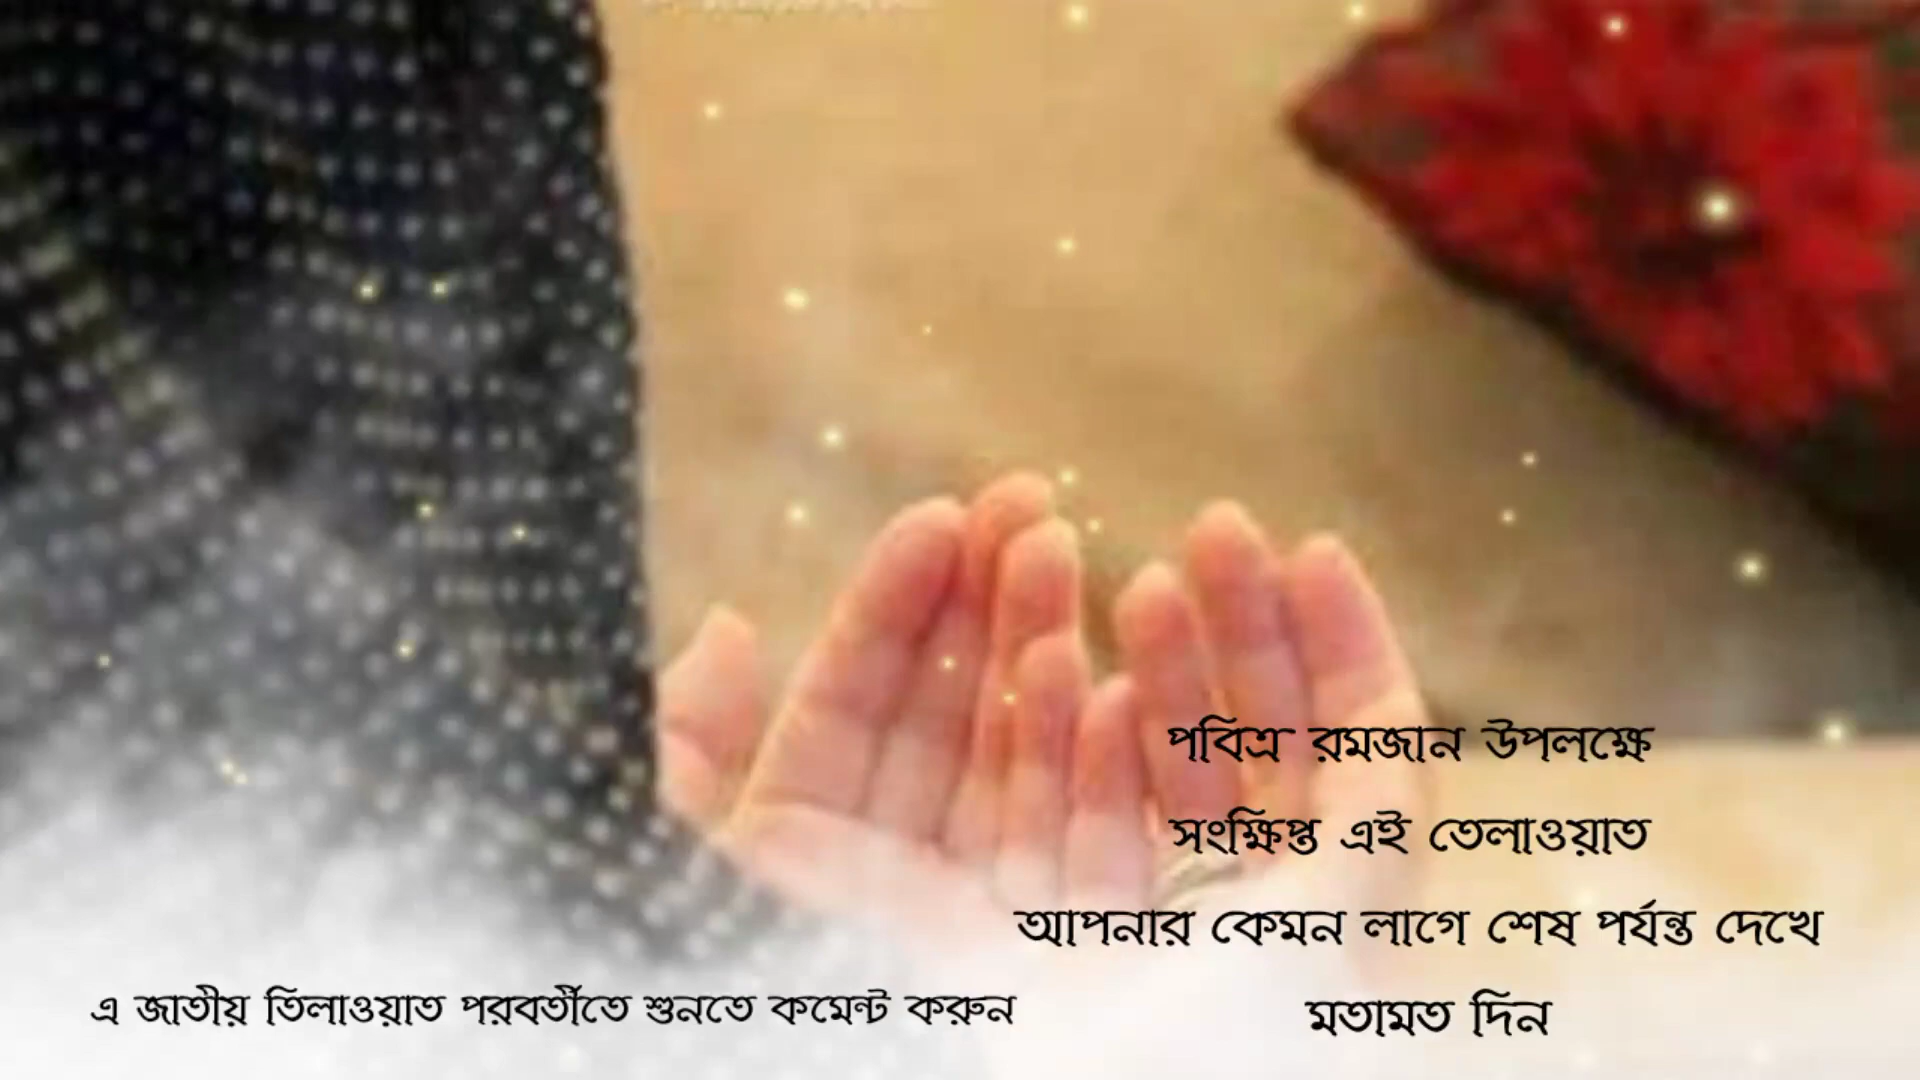 পবিত্র রমজান উপলক্ষে
সংক্ষিপ্ত এই তেলাওয়াত
আপনার কেমন লাগে শেষ পর্যন্ত দেখে
মতামত দিন
এ জাতীয় তিলাওয়াত পরবর্তীতে শুনতে কমেন্ট করুন